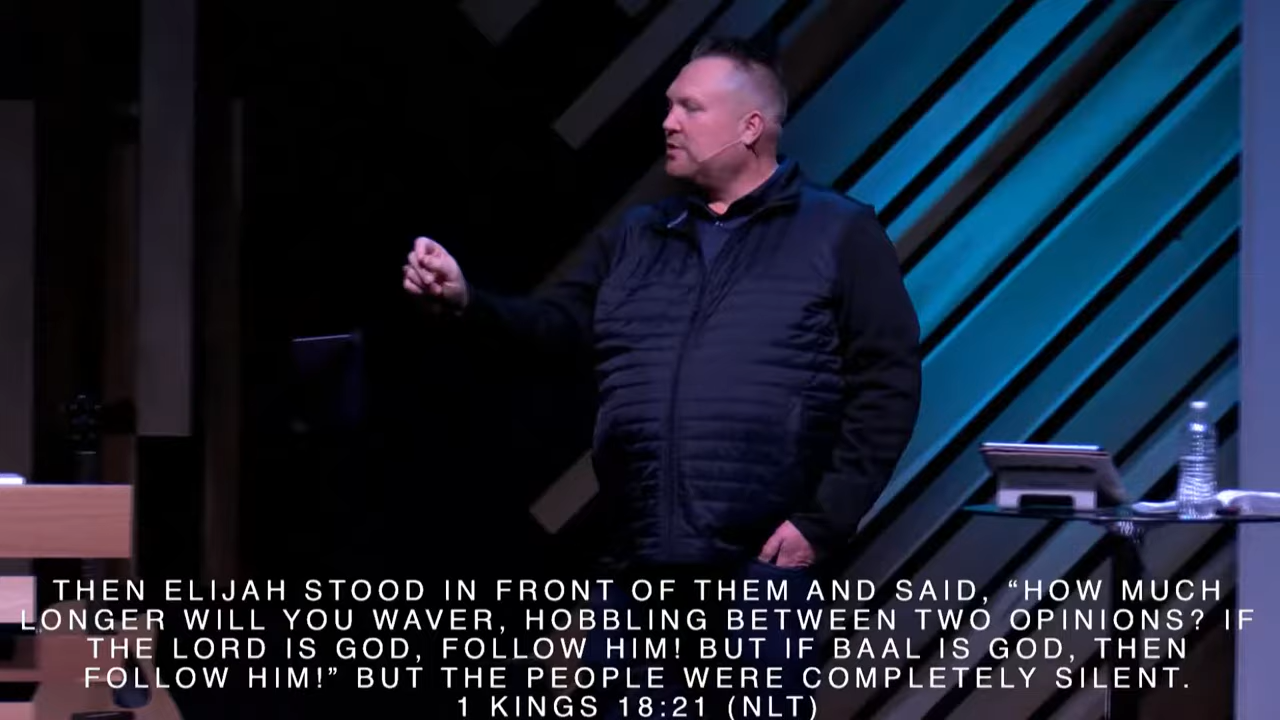 THEN ELIJAH STOOD IN FRONT OF THEM AND SAID, “HOW MUCH
LONGER WILL YOU WAVER, HOBBLING BETWEEN TWO OPINIONS? IF
THE LORD IS GOD, FOLLOW HIM! BUT IF BAAL IS GOD, THEN
FOLLOW HIM!” BUT THE PEOPLE WERE COMPLETELY SILENT.
1 KINGS 18:21 (NLT)